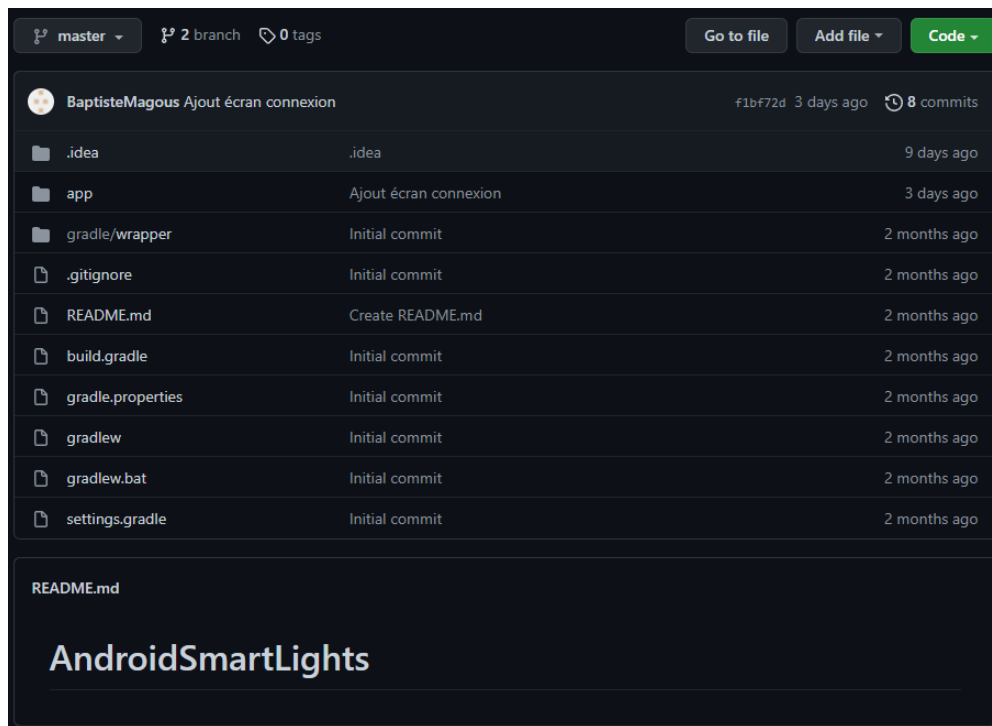 master 2 branch 0 tags Go to file Add file Code
BaptisteMagous Ajout écran connexion f1bf72d 3 days ago 8 commits
.idea .idea 9 days ago
app Ajout écran connexion 3 days ago
gradle/wrapper Initial commit 2 months ago
.gitignore Initial commit 2 months ago
README.md Create README.md 2 months ago
build.gradle Initial commit 2 months ago
gradle.properties Initial commit 2 months ago
gradlew Initial commit 2 months ago
gradlew.bat Initial commit 2 months ago
settings.gradle Initial commit 2 months ago
README.md
AndroidSmartLights